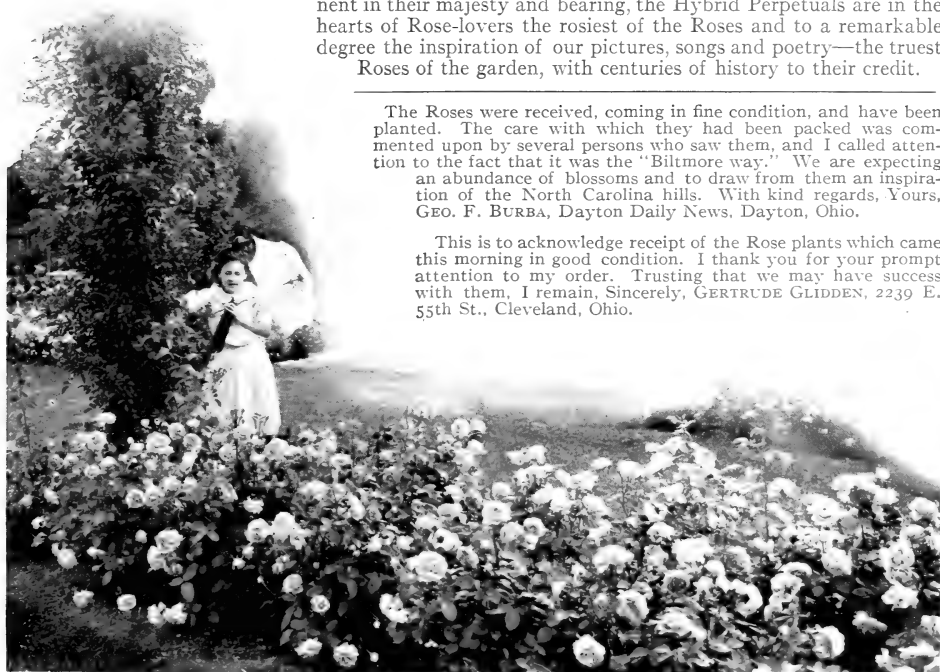 nent in their majesty and bearing, the Hybrid Perpetuals are in the
hearts of Rose-lovers the rosiest of the Roses and to a remarkable
degree the inspiration of our pictures, songs and poetry—the truest
Roses of the garden, with centuries of history to their credit.
The Roses were received, coming in fine condition, and have been
planted. The care with which they had been packed was com-
mented upon by several persons who saw them, and I called atten-
tion to the fact that it was the “Biltmore way.” We are expecting
an abundance of blossoms and to draw from them an inspira-
tion of the North Carolina hills. With kind regards, Yours,
GEO. F. BURBA, Dayton Daily News, Dayton, Ohio.
This is to acknowledge receipt of the Rose plants which came
this morning in good condition. I thank you for your prompt
attention to my order. Trusting that we may have success
with them, I remain, Sincerely, GERTRUDE GLIDDEN, 2239 E.
55th St., Cleveland, Ohio.